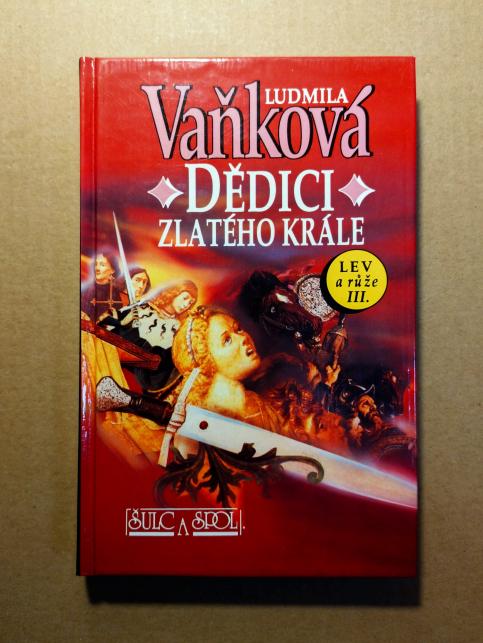 LUDMILA
Vaňková
DĚDICI
ZLATÉHO KRÁLE
LEV
a růže
III.
ŠULC A SPOL.